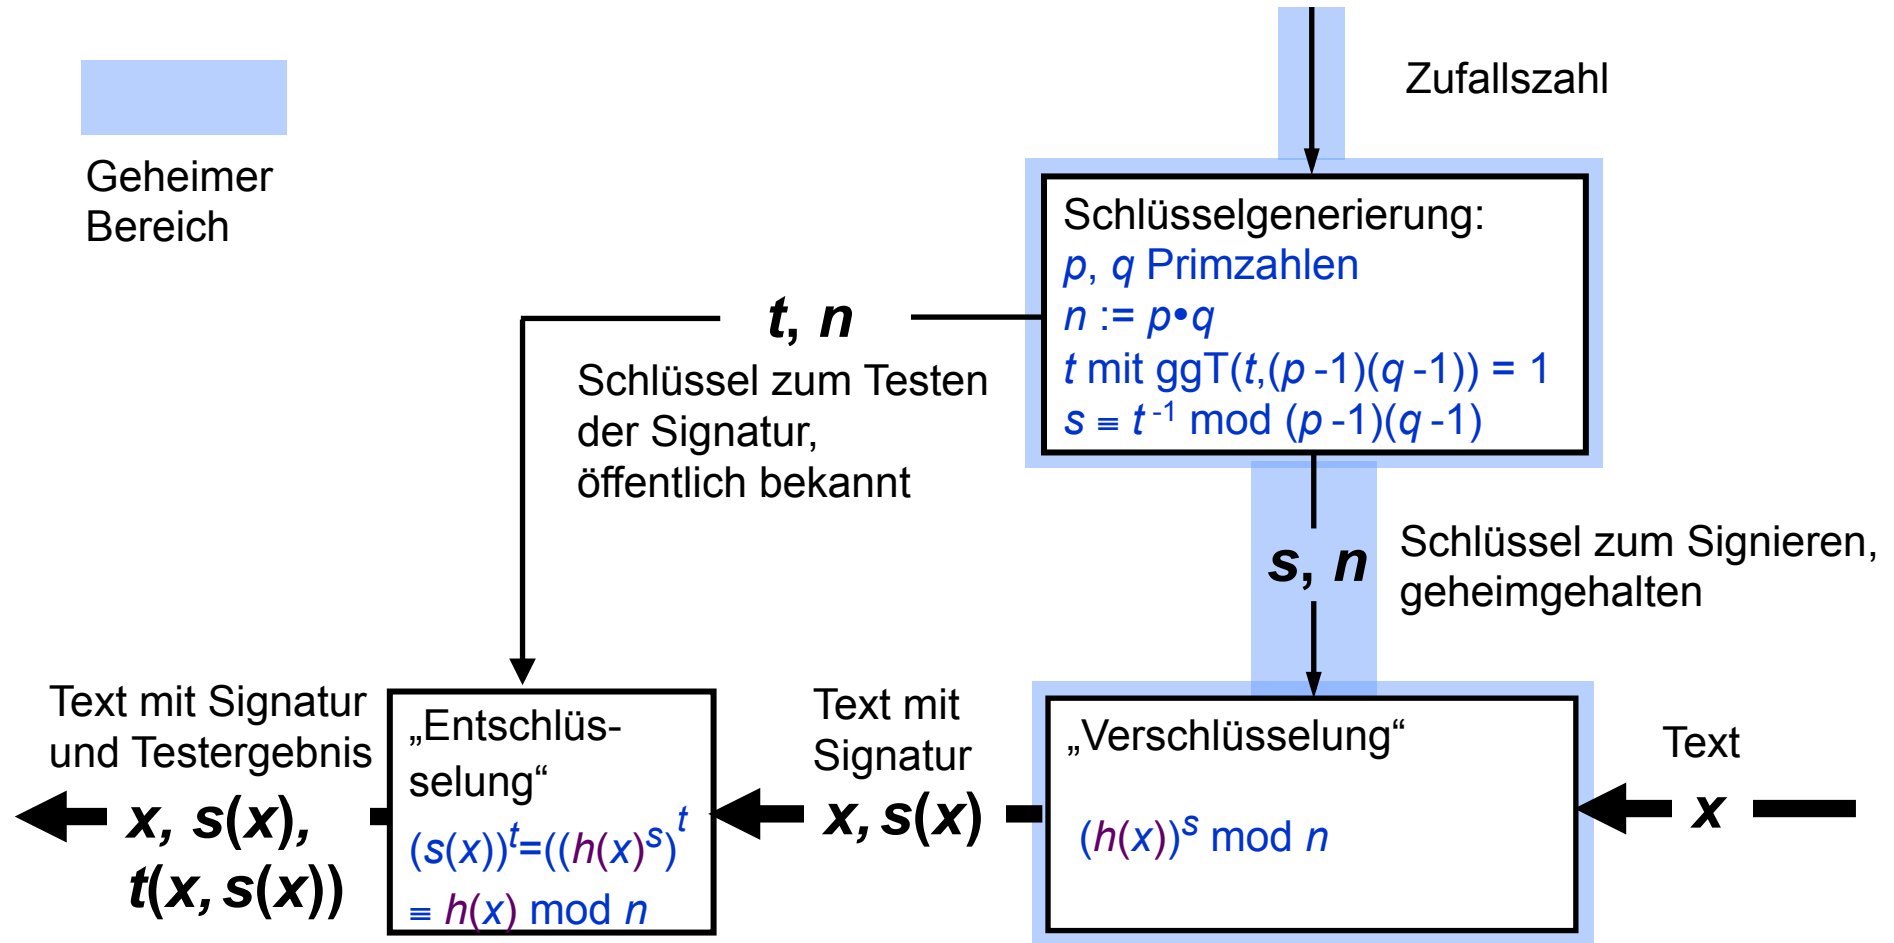 Zufallszahl
Geheimer
Bereich
Schlüsselgenerierung:
p, q Primzahlen
n := p•q
t mit ggT(t,(p -1)(q -1)) = 1
s ≡ t⁻¹ mod (p -1)(q -1)
t, n
Schlüssel zum Testen
der Signatur,
öffentlich bekannt
s, n
Schlüssel zum Signieren,
geheimgehalten
Text mit Signatur
und Testergebnis
x, s(x),
t(x, s(x))
„Entschlüs-
selung“
(s(x))ᵗ=((h(x)ˢ)ᵗ
≡ h(x) mod n
Text mit
Signatur
x, s(x)
„Verschlüsselung“
(h(x))ˢ mod n
Text
x